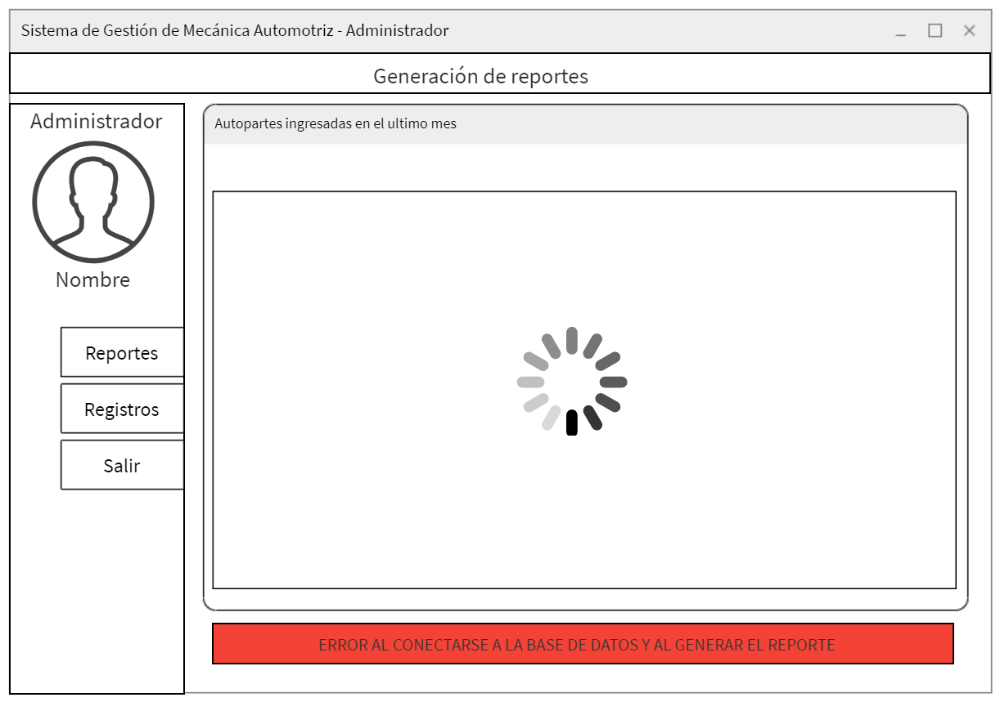 Sistema de Gestión de Mecánica Automotriz - Administrador
Generación de reportes
Administrador
Nombre
Reportes
Registros
Salir
Autopartes ingresadas en el ultimo mes
ERROR AL CONECTARSE A LA BASE DE DATOS Y AL GENERAR EL REPORTE